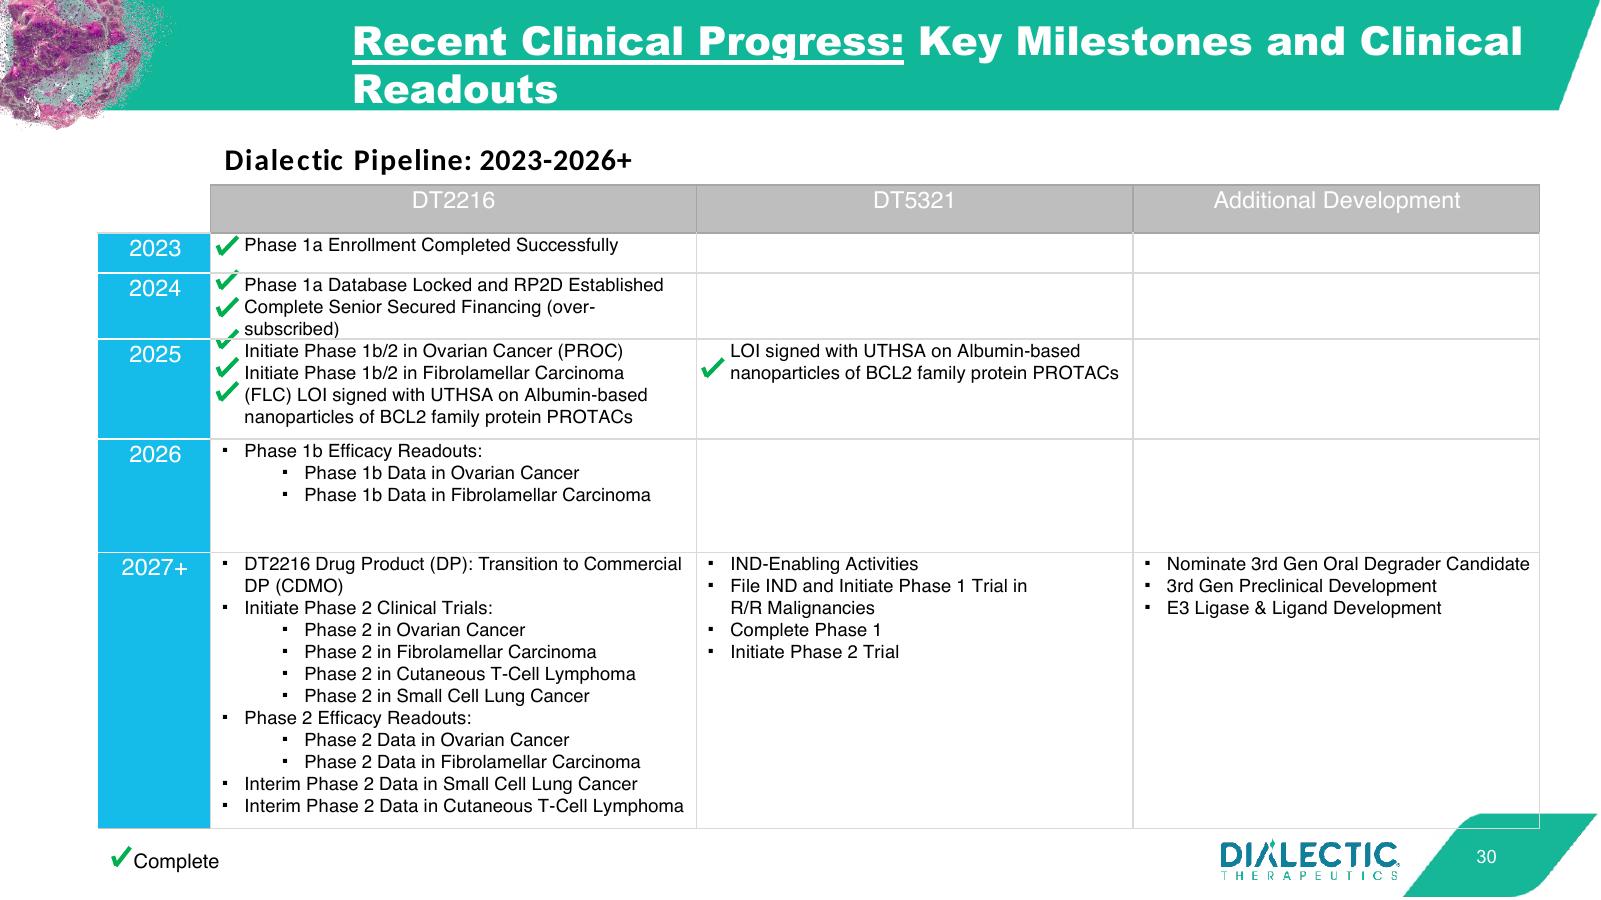 Recent Clinical Progress: Key Milestones and Clinical
Readouts
Dialectic Pipeline: 2023-2026+
DT2216
DT5321
Additional Development
2023
Phase 1a Enrollment Completed Successfully
2024
Phase 1a Database Locked and RP2D Established
Complete Senior Secured Financing (over-
subscribed)
2025
Initiate Phase 1b/2 in Ovarian Cancer (PROC)
Initiate Phase 1b/2 in Fibrolamellar Carcinoma
(FLC) LOI signed with UTHSA on Albumin-based
nanoparticles of BCL2 family protein PROTACs
LOI signed with UTHSA on Albumin-based
nanoparticles of BCL2 family protein PROTACs
2026
▪ Phase 1b Efficacy Readouts:
▪ Phase 1b Data in Ovarian Cancer
▪ Phase 1b Data in Fibrolamellar Carcinoma
2027+
▪ DT2216 Drug Product (DP): Transition to Commercial
DP (CDMO)
▪ Initiate Phase 2 Clinical Trials:
▪ Phase 2 in Ovarian Cancer
▪ Phase 2 in Fibrolamellar Carcinoma
▪ Phase 2 in Cutaneous T-Cell Lymphoma
▪ Phase 2 in Small Cell Lung Cancer
▪ Phase 2 Efficacy Readouts:
▪ Phase 2 Data in Ovarian Cancer
▪ Phase 2 Data in Fibrolamellar Carcinoma
▪ Interim Phase 2 Data in Small Cell Lung Cancer
▪ Interim Phase 2 Data in Cutaneous T-Cell Lymphoma
▪ IND-Enabling Activities
▪ File IND and Initiate Phase 1 Trial in
R/R Malignancies
▪ Complete Phase 1
▪ Initiate Phase 2 Trial
▪ Nominate 3rd Gen Oral Degrader Candidate
▪ 3rd Gen Preclinical Development
▪ E3 Ligase & Ligand Development
Complete
DIALECTIC
THERAPEUTICS
30